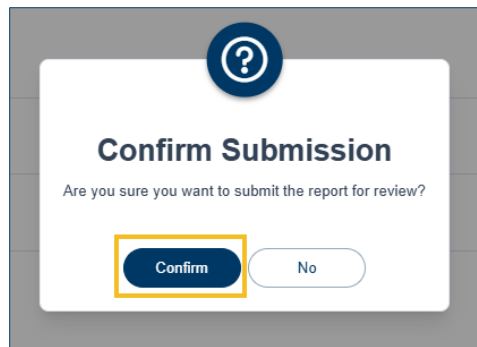 ?
Confirm Submission
Are you sure you want to submit the report for review?
Confirm
No